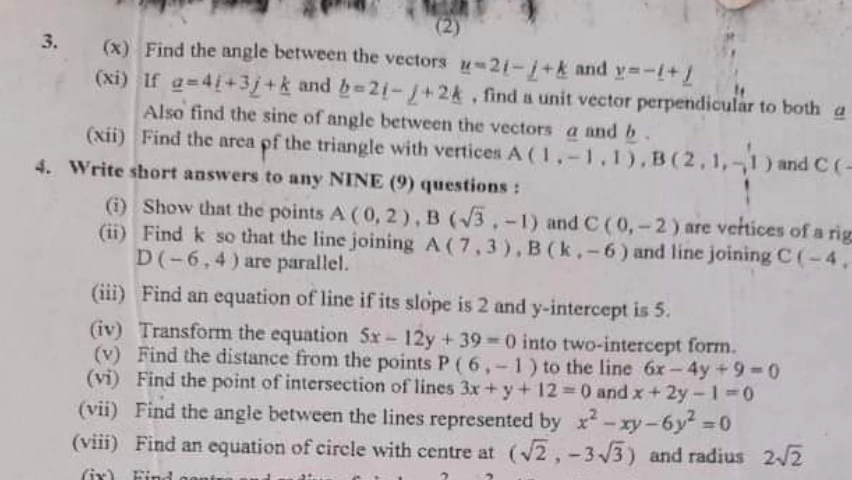 (2)
3. (x) Find the angle between the vectors u=2i-j+k and v=-i+j
(xi) If a=4i+3j+k and b=2i-j+2k , find a unit vector perpendicular to both a
Also find the sine of angle between the vectors a and b .
(xii) Find the area of the triangle with vertices A ( 1 , -1 , 1 ) , B ( 2 , 1 , -1 ) and C ( -
4. Write short answers to any NINE (9) questions :
(i) Show that the points A ( 0, 2 ) , B (√3 , -1) and C ( 0, - 2 ) are vertices of a rig
(ii) Find k so that the line joining A ( 7 , 3 ) , B ( k , - 6 ) and line joining C ( - 4 ,
D ( - 6 , 4 ) are parallel.
(iii) Find an equation of line if its slope is 2 and y-intercept is 5.
(iv) Transform the equation 5x - 12y + 39 = 0 into two-intercept form.
(v) Find the distance from the points P ( 6 , - 1 ) to the line 6x - 4y + 9 = 0
(vi) Find the point of intersection of lines 3x + y + 12 = 0 and x + 2y - 1 = 0
(vii) Find the angle between the lines represented by x² - xy - 6y² = 0
(viii) Find an equation of circle with centre at (√2 , -3√3) and radius 2√2
(ix) Find